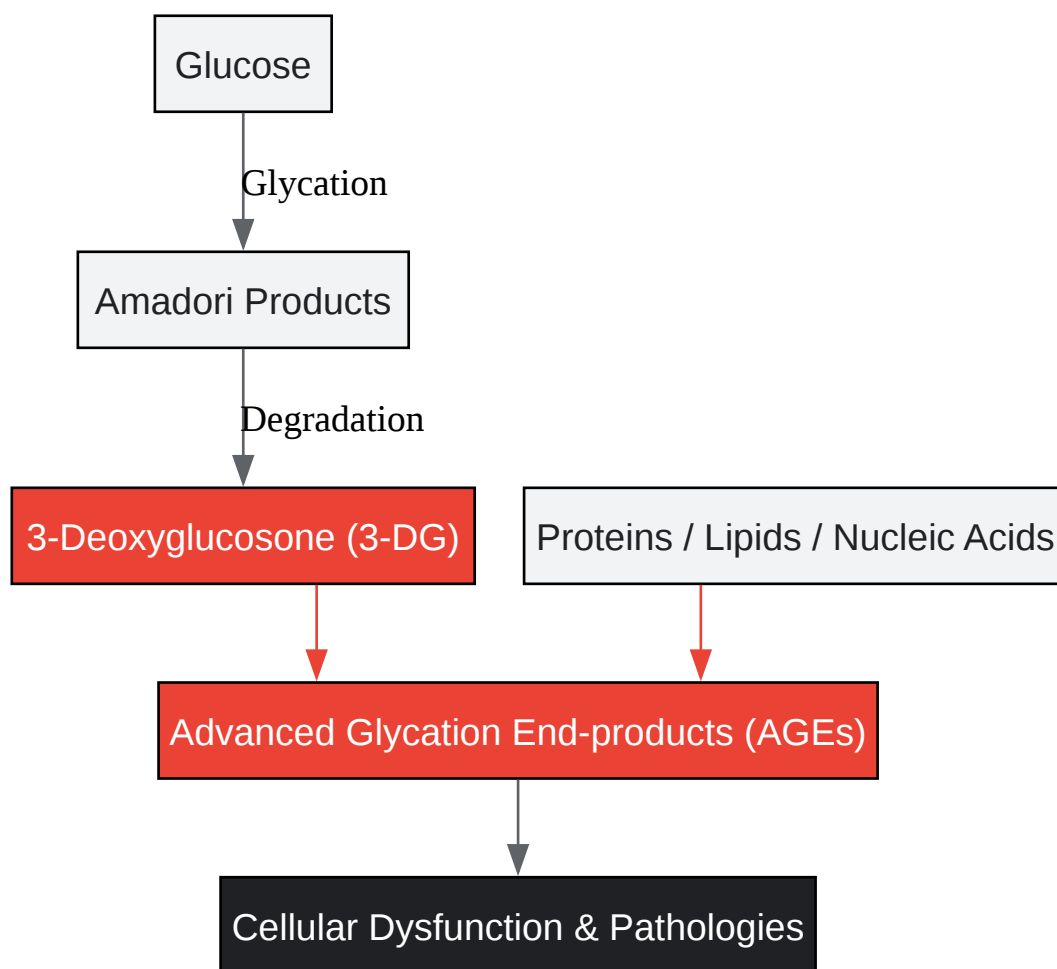 Glucose
Glycation
Amadori Products
Degradation
3-Deoxyglucosone (3-DG)
Proteins / Lipids / Nucleic Acids
Advanced Glycation End-products (AGEs)
Cellular Dysfunction & Pathologies